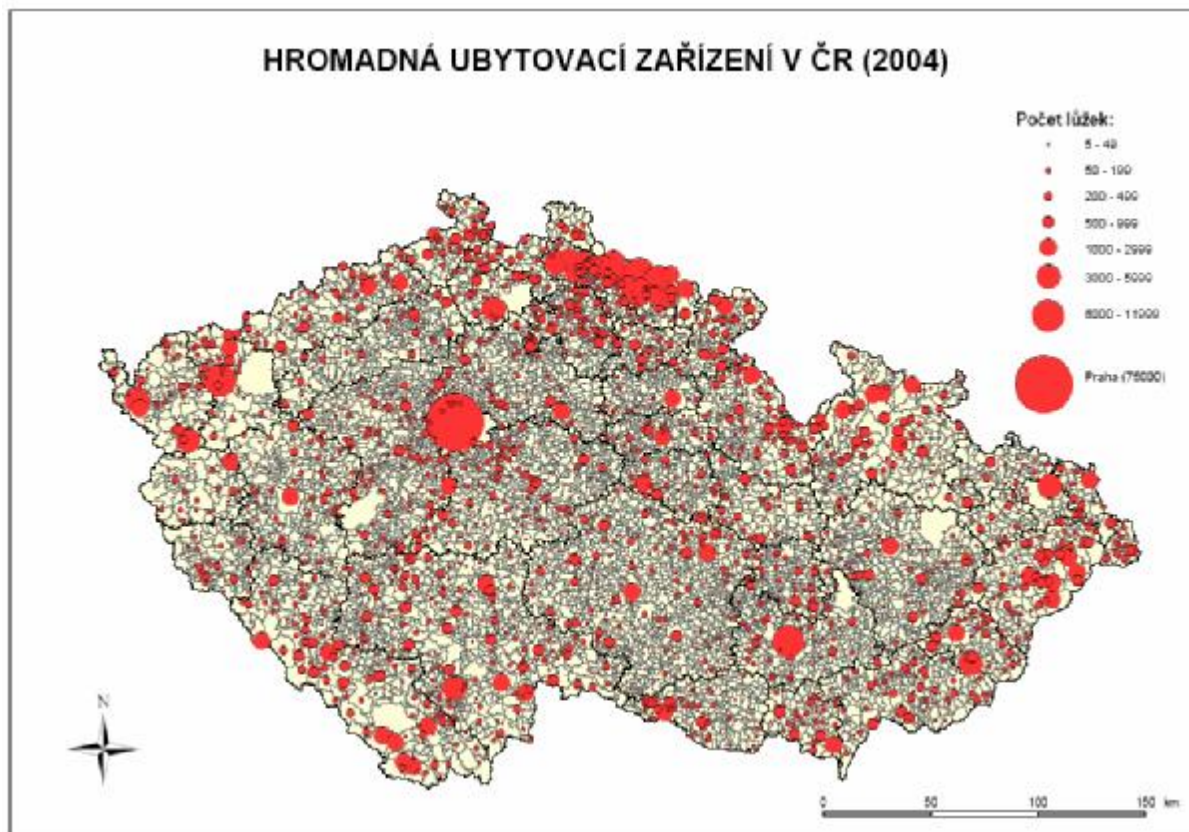 HROMADNÁ UBYTOVACÍ ZAŘÍZENÍ V ČR (2004)
Počet lůžek:
5 - 49
50 - 199
200 - 499
500 - 999
1000 - 2999
3000 - 5999
6000 - 11999
Praha (75000)
N
0 50 100 150 km